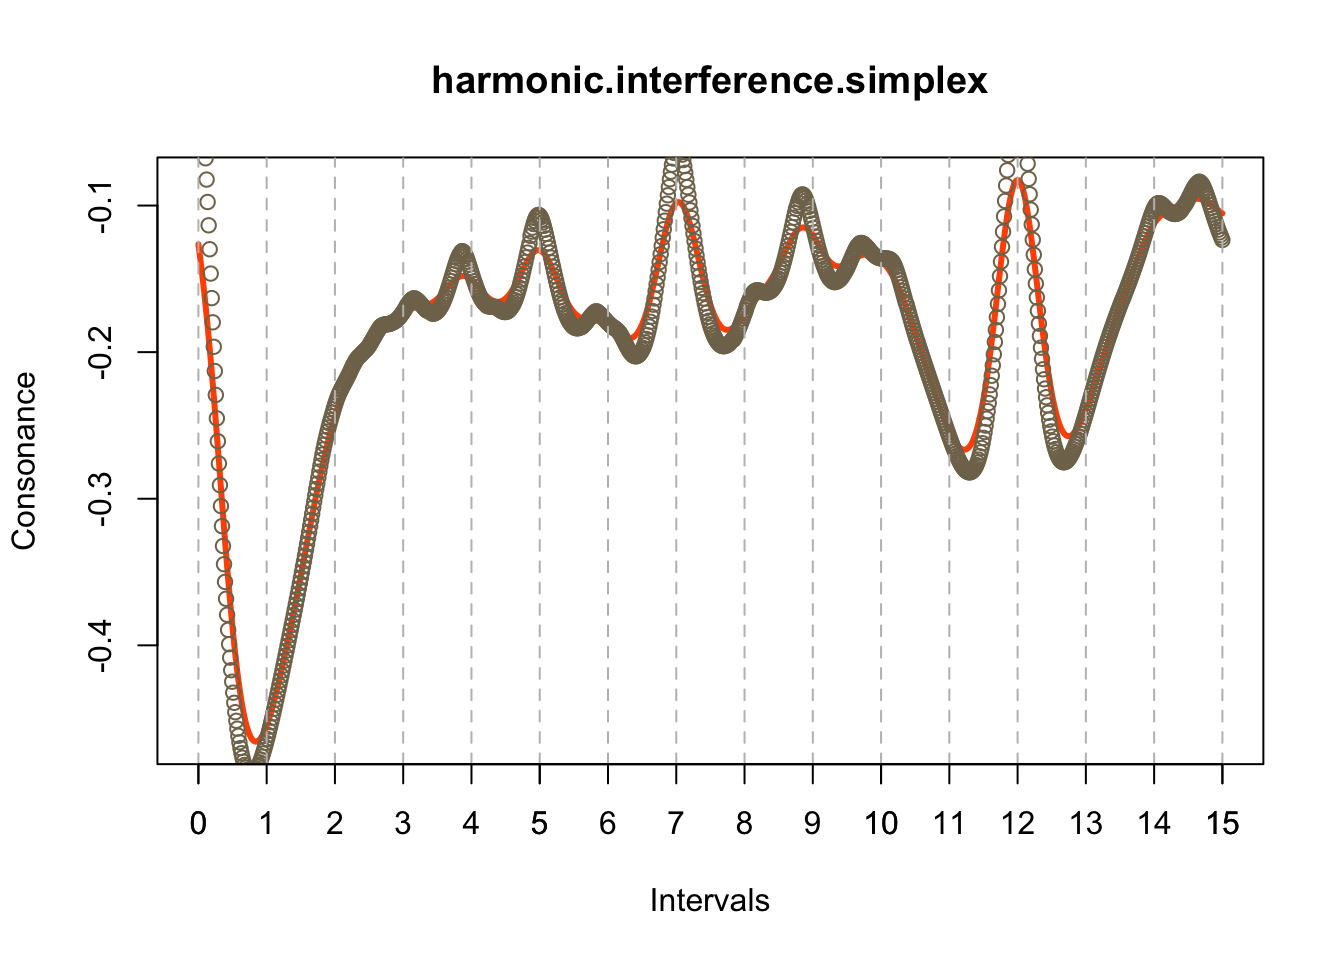 harmonic.interference.simplex
Consonance
-0.1
-0.2
-0.3
-0.4
0 1 2 3 4 5 6 7 8 9 10 11 12 13 14 15
Intervals